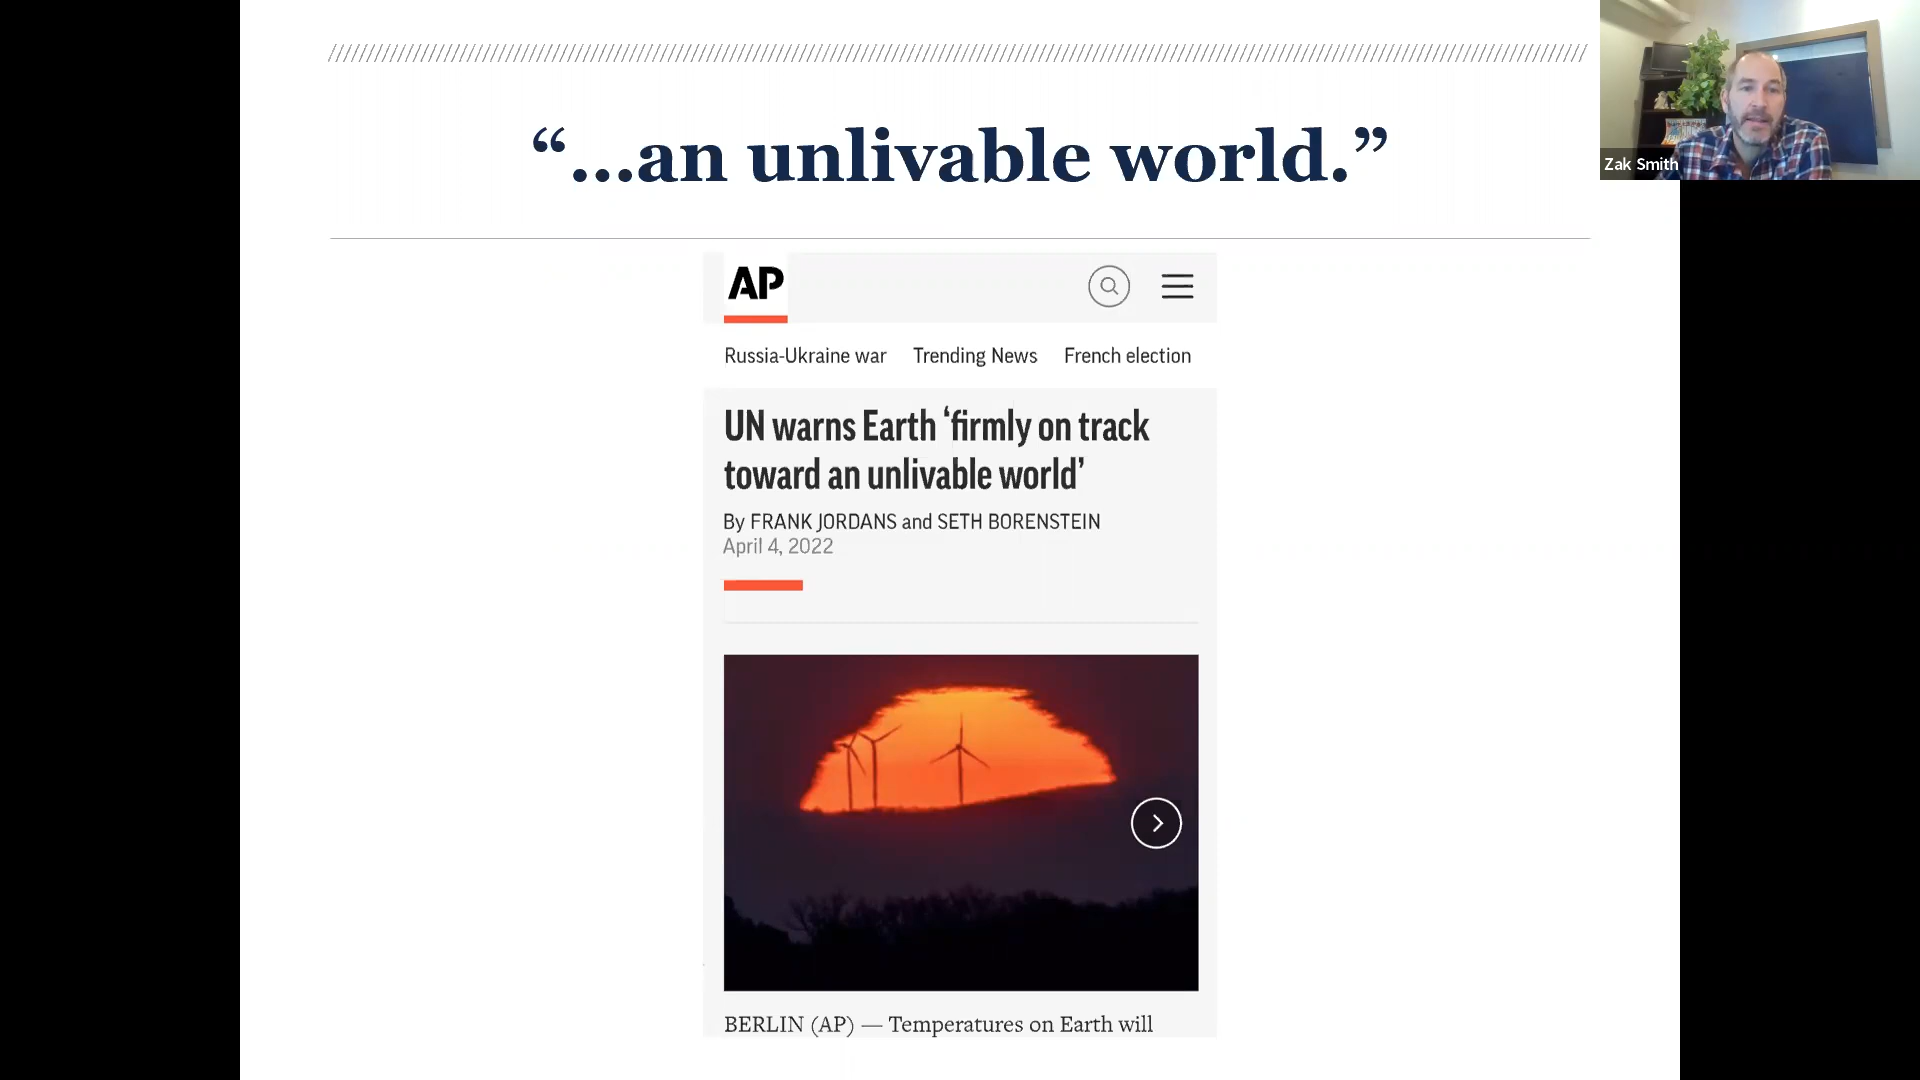 “...an unlivable world.”
Zak Smith
AP
Russia-Ukraine war Trending News French election
UN warns Earth ‘firmly on track
toward an unlivable world’
By FRANK JORDANS and SETH BORENSTEIN
April 4, 2022
BERLIN (AP) — Temperatures on Earth will